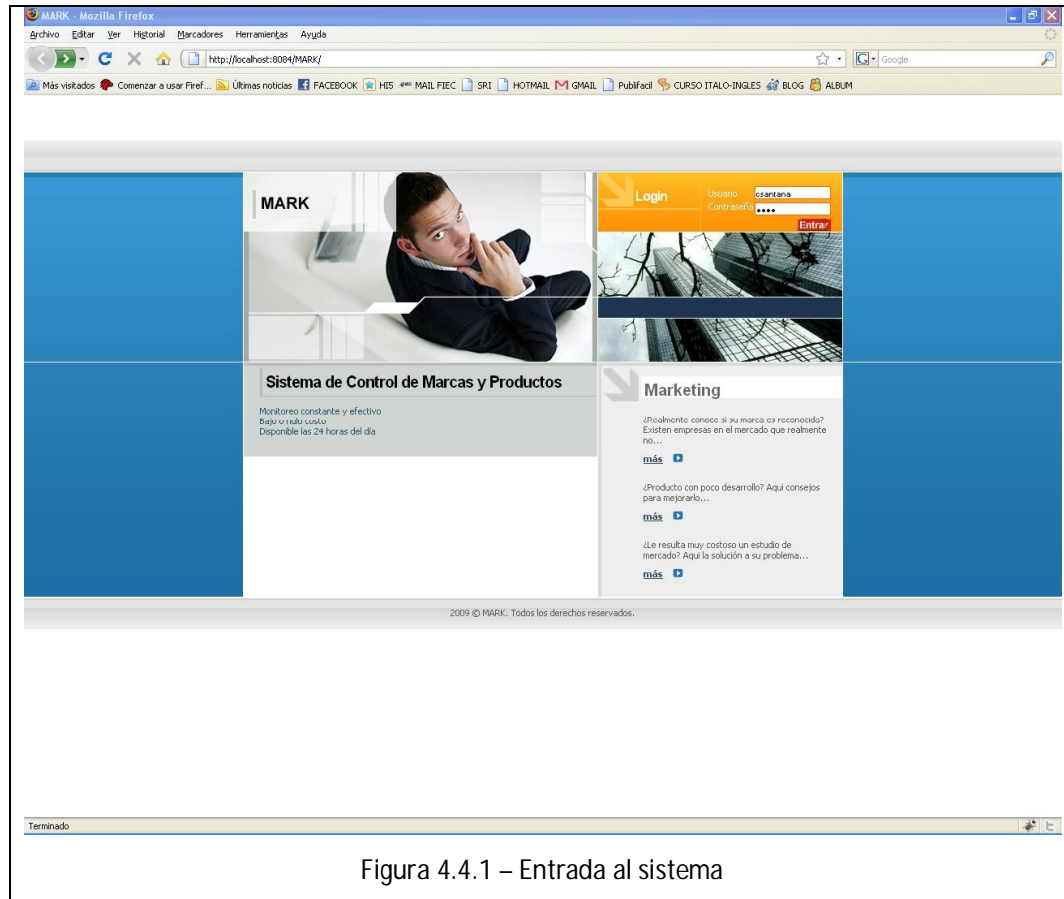 MARK - Mozilla Firefox
Archivo Editar Ver Historial Marcadores Herramientas Ayuda
http://localhost:8084/MARK/
Google
Más visitados Comenzar a usar Firef... Últimas noticias FACEBOOK HI5 MAIL FIEC SRI HOTMAIL GMAIL Publifacil CURSO ITALO-INGLES BLOG ALBUM
MARK
Login
Usuario csantana
Contraseña ••••
Entrar
Sistema de Control de Marcas y Productos
Monitoreo constante y efectivo
Bajo o nulo costo
Disponible las 24 horas del día
Marketing
¿Realmente conoce si su marca es reconocida?
Existen empresas en el mercado que realmente
no...
más
¿Producto con poco desarrollo? Aqui consejos
para mejorarlo...
más
¿Le resulta muy costoso un estudio de
mercado? Aqui la solución a su problema...
más
2009 © MARK. Todos los derechos reservados.
Terminado
Figura 4.4.1 – Entrada al sistema